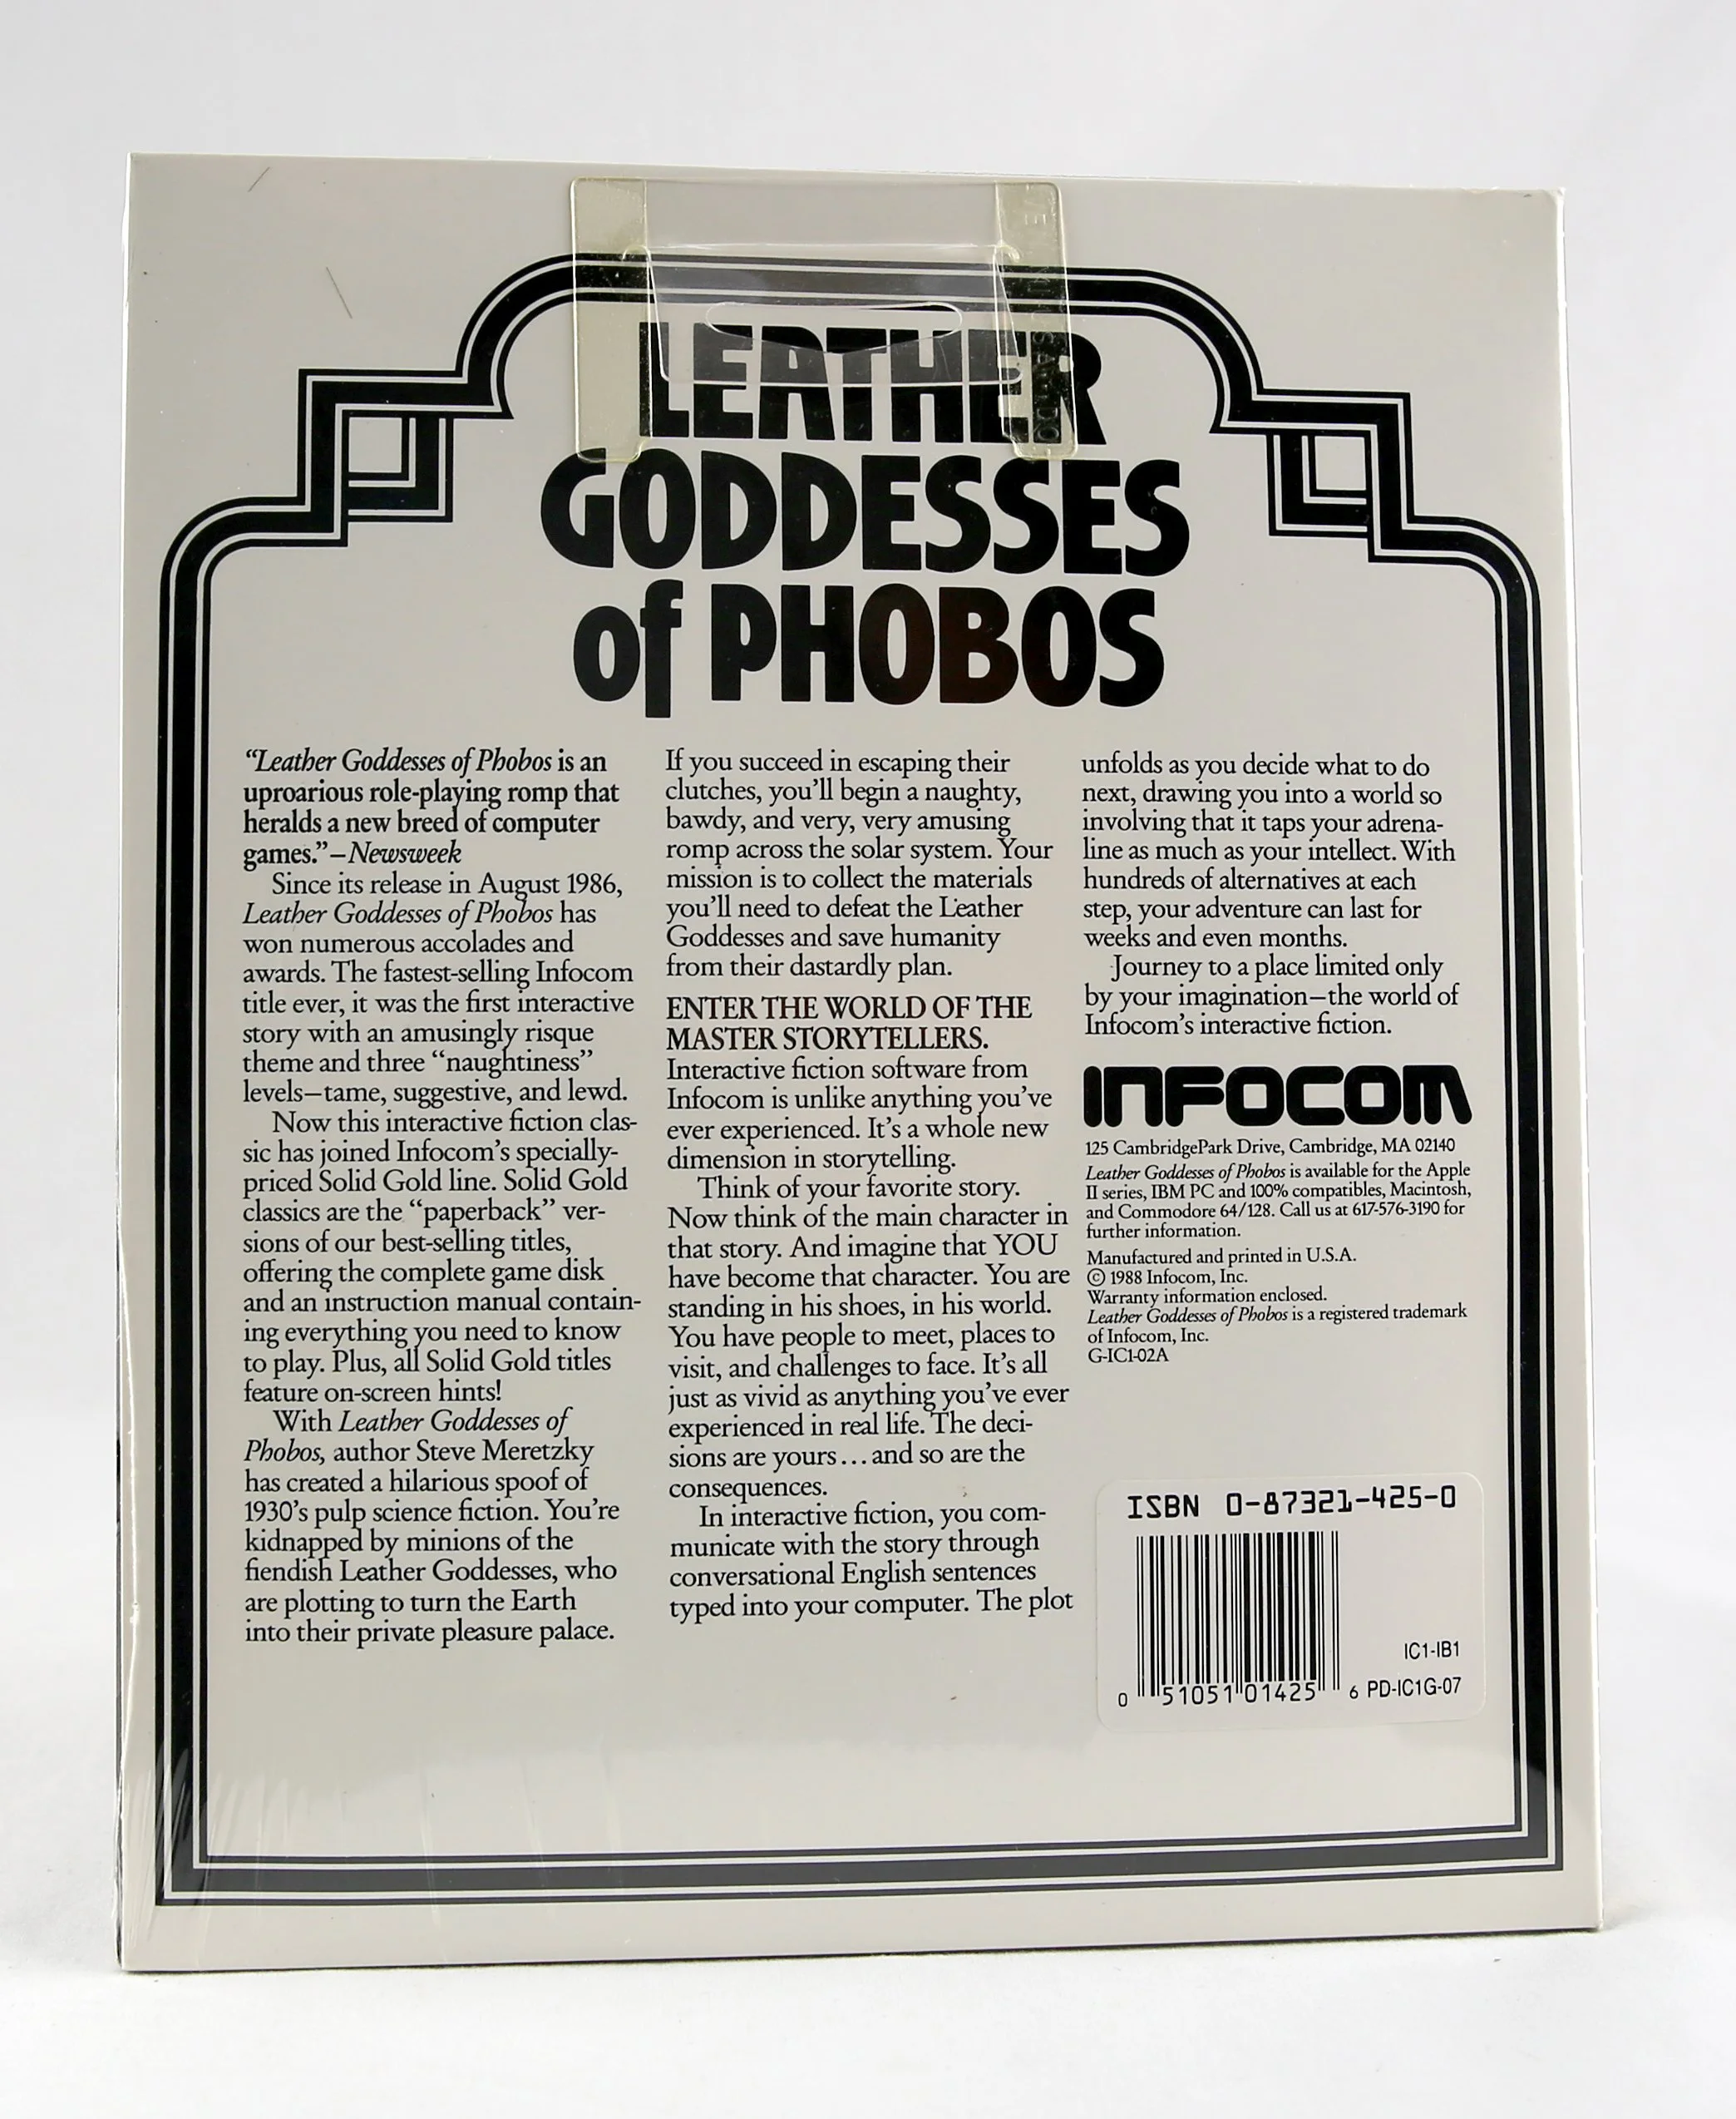 LEATHER
GODDESSES
of PHOBOS
“Leather Goddesses of Phobos is an
uproarious role-playing romp that
heralds a new breed of computer
games.”–Newsweek
Since its release in August 1986,
Leather Goddesses of Phobos has
won numerous accolades and
awards. The fastest-selling Infocom
title ever, it was the first interactive
story with an amusingly risque
theme and three “naughtiness”
levels–tame, suggestive, and lewd.
Now this interactive fiction clas-
sic has joined Infocom’s specially-
priced Solid Gold line. Solid Gold
classics are the “paperback” ver-
sions of our best-selling titles,
offering the complete game disk
and an instruction manual contain-
ing everything you need to know
to play. Plus, all Solid Gold titles
feature on-screen hints!
With Leather Goddesses of
Phobos, author Steve Meretzky
has created a hilarious spoof of
1930’s pulp science fiction. You’re
kidnapped by minions of the
fiendish Leather Goddesses, who
are plotting to turn the Earth
into their private pleasure palace.
If you succeed in escaping their
clutches, you’ll begin a naughty,
bawdy, and very, very amusing
romp across the solar system. Your
mission is to collect the materials
you’ll need to defeat the Leather
Goddesses and save humanity
from their dastardly plan.
ENTER THE WORLD OF THE
MASTER STORYTELLERS.
Interactive fiction software from
Infocom is unlike anything you’ve
ever experienced. It’s a whole new
dimension in storytelling.
Think of your favorite story.
Now think of the main character in
that story. And imagine that YOU
have become that character. You are
standing in his shoes, in his world.
You have people to meet, places to
visit, and challenges to face. It’s all
just as vivid as anything you’ve ever
experienced in real life. The deci-
sions are yours...and so are the
consequences.
In interactive fiction, you com-
municate with the story through
conversational English sentences
typed into your computer. The plot
unfolds as you decide what to do
next, drawing you into a world so
involving that it taps your adrena-
line as much as your intellect. With
hundreds of alternatives at each
step, your adventure can last for
weeks and even months.
Journey to a place limited only
by your imagination–the world of
Infocom’s interactive fiction.
INFOCOM
125 CambridgePark Drive, Cambridge, MA 02140
Leather Goddesses of Phobos is available for the Apple
II series, IBM PC and 100% compatibles, Macintosh,
and Commodore 64/128. Call us at 617-576-3190 for
further information.
Manufactured and printed in U.S.A.
© 1988 Infocom, Inc.
Warranty information enclosed.
Leather Goddesses of Phobos is a registered trademark
of Infocom, Inc.
G-IC1-02A
ISBN 0-87321-425-0
IC1-IB1
0 51051 01425 6 PD-IC1G-07